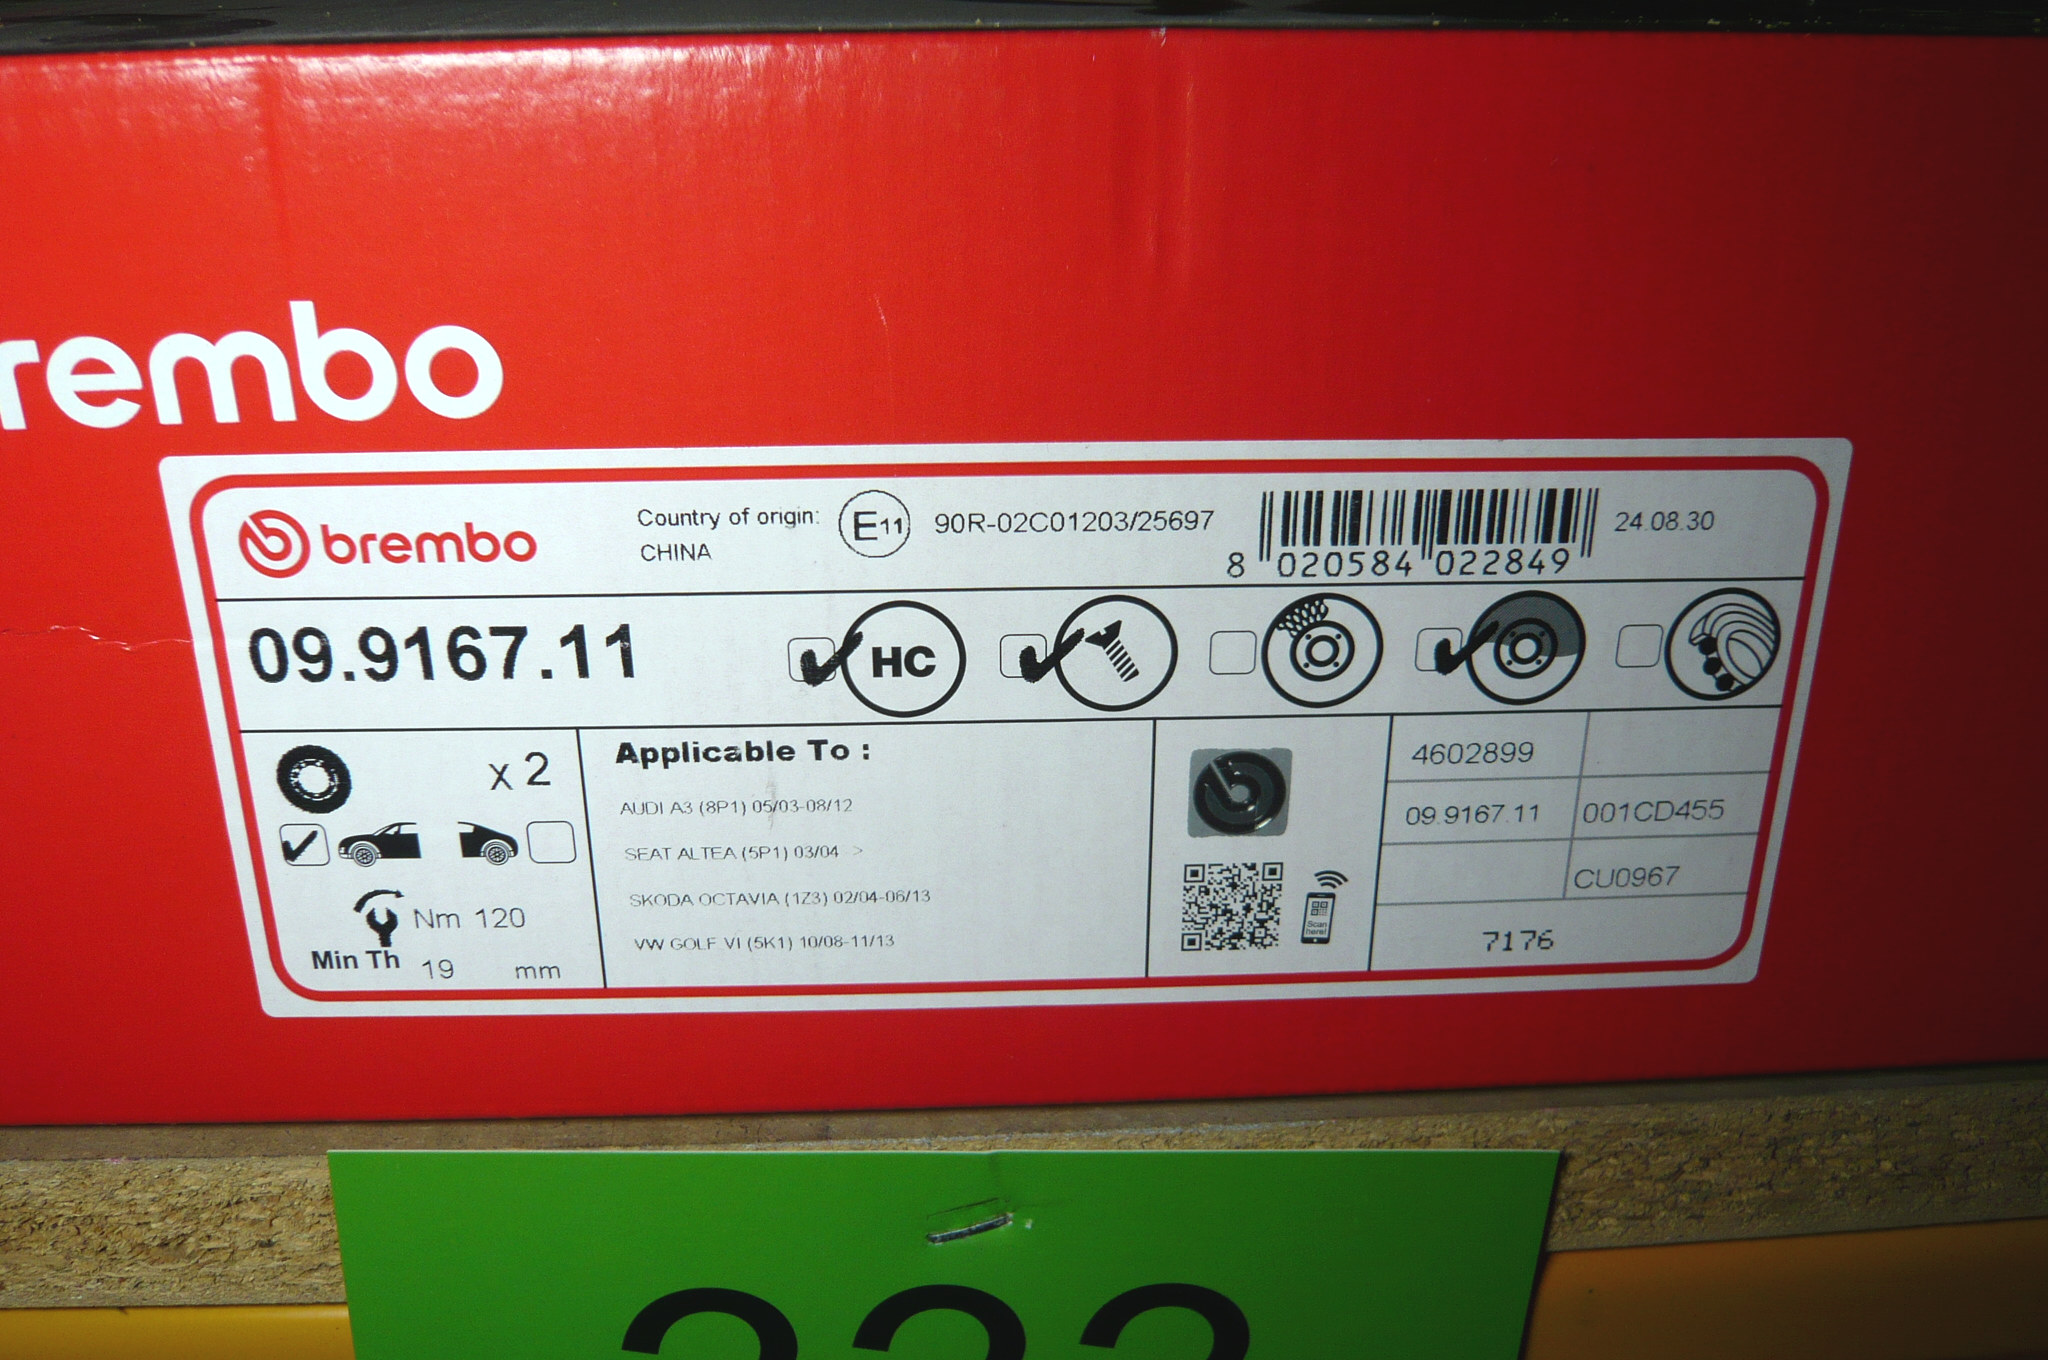 rembo
brembo
Country of origin:
CHINA
E11
90R-02C01203/25697
8 020584 022849
24.08.30
09.9167.11
HC
x 2
Nm 120
Min Th 19 mm
Applicable To :
AUDI A3 (8P1) 05/03-08/12
SEAT ALTEA (5P1) 03/04 >
SKODA OCTAVIA (1Z3) 02/04-06/13
VW GOLF VI (5K1) 10/08-11/13
Scan
here!
4602899
09.9167.11 001CD455
CU0967
7176